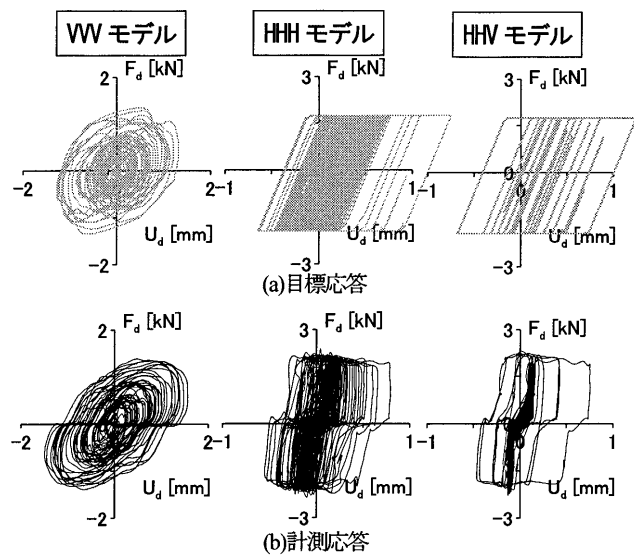 VVV モデル
HHH モデル
HHV モデル
F_d [kN]
F_d [kN]
F_d [kN]
2
3
3
-2
2
-1
1
-1
0
1
U_d [mm]
U_d [mm]
U_d [mm]
-2
-3
-3
(a)目標応答
F_d [kN]
F_d [kN]
F_d [kN]
2
3
3
-2
2
-1
1
-1
0
1
U_d [mm]
U_d [mm]
U_d [mm]
-2
-3
-3
(b)計測応答